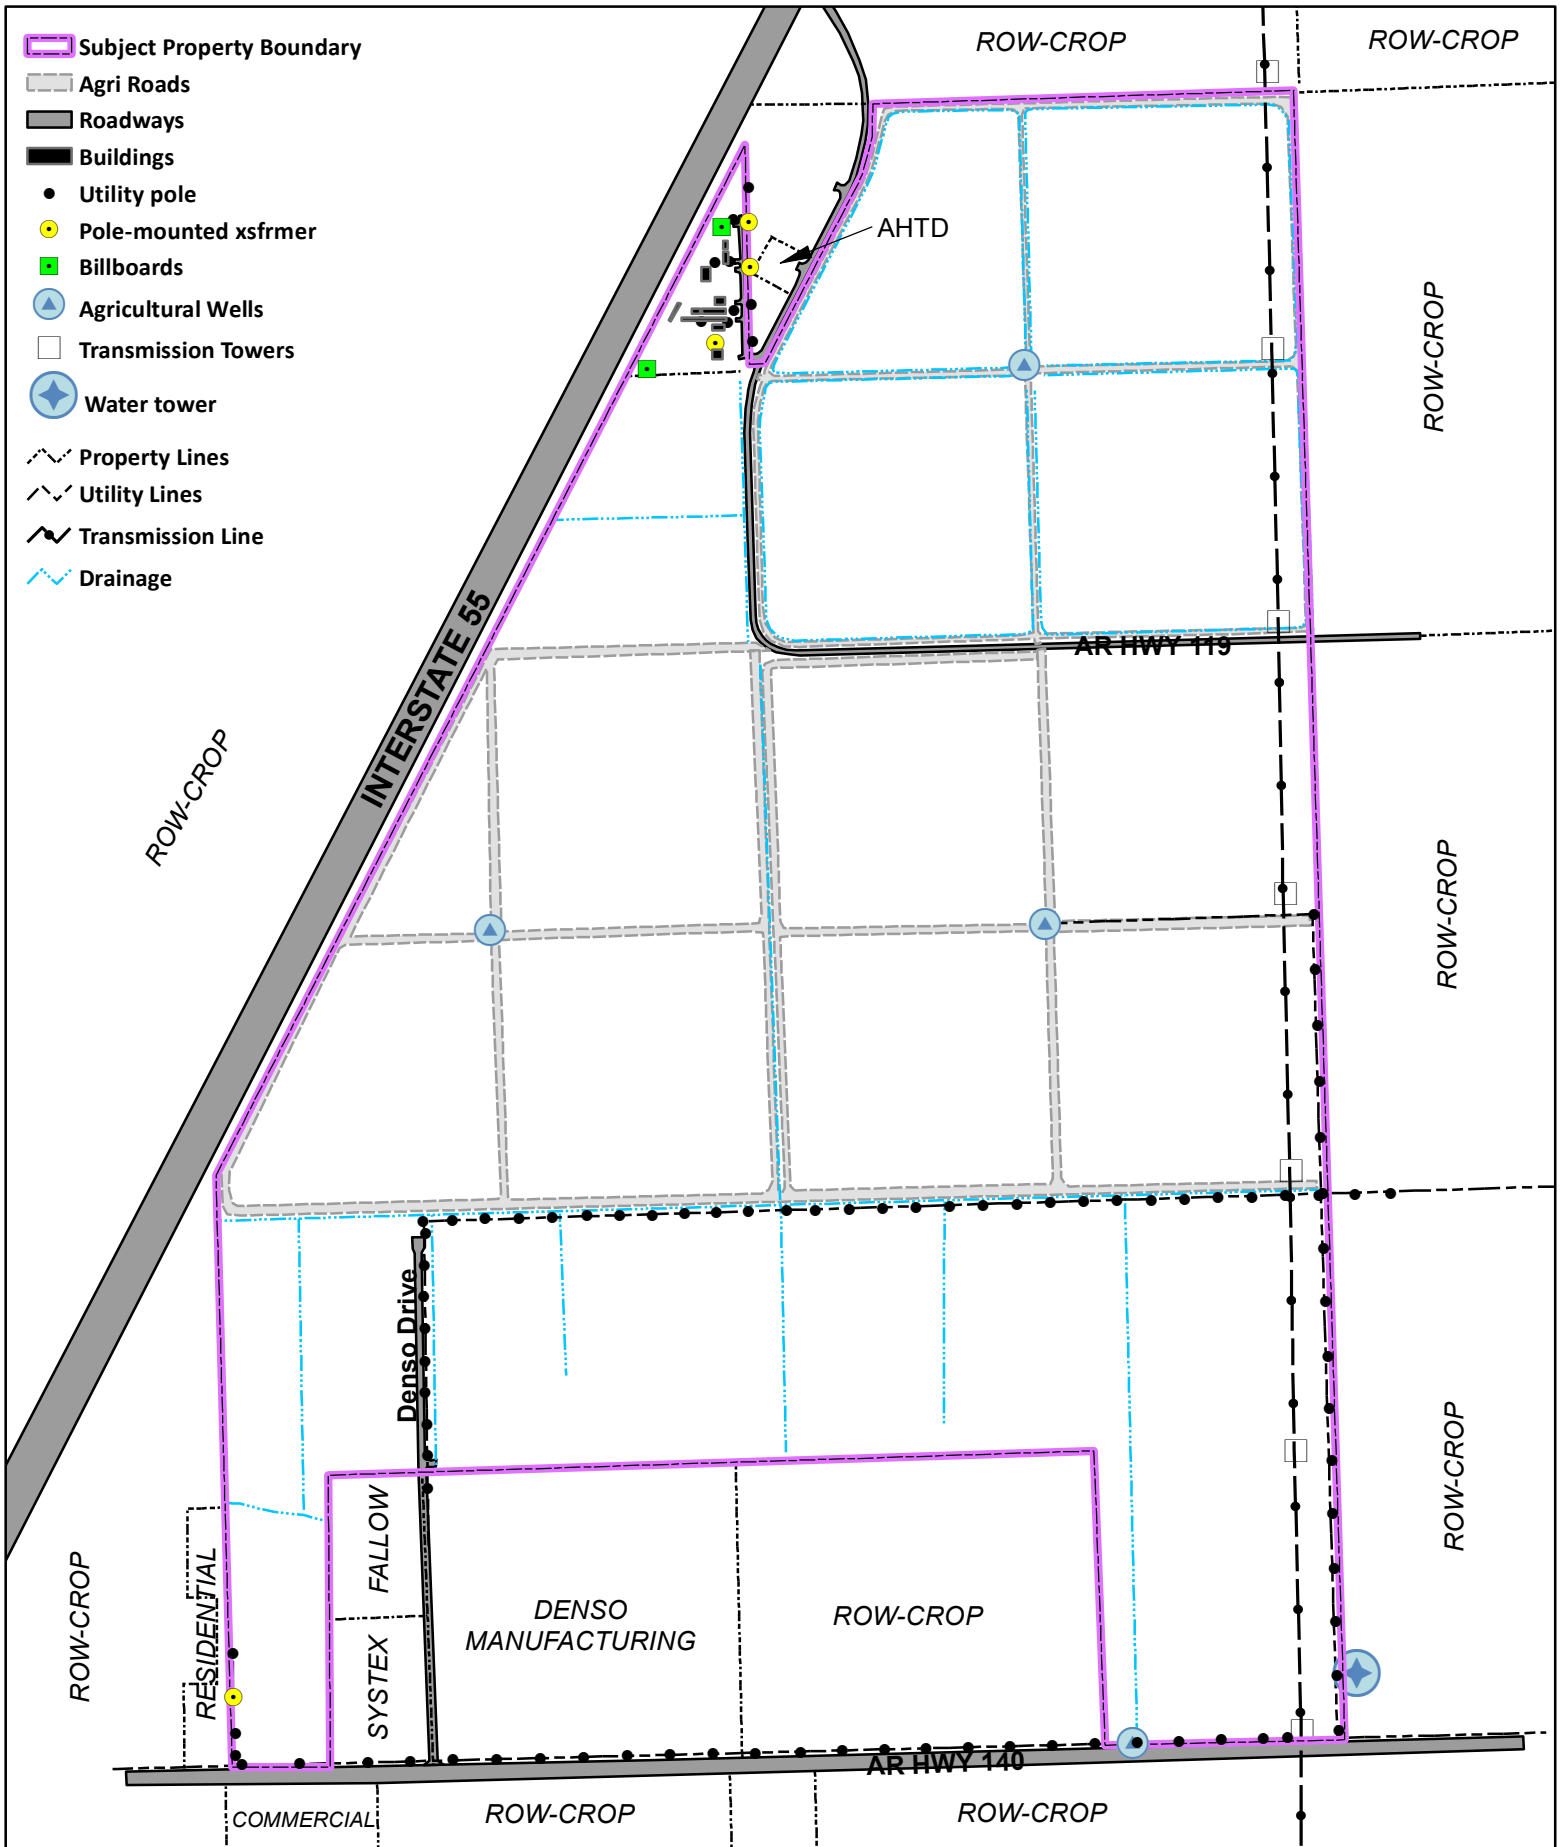 Subject Property Boundary
Agri Roads
Roadways
Buildings
Utility pole
Pole-mounted xsfrmer
Billboards
Agricultural Wells
Transmission Towers
Water tower
Property Lines
Utility Lines
Transmission Line
Drainage
ROW-CROP
ROW-CROP
AHTD
ROW-CROP
INTERSTATE 55
AR HWY 119
ROW-CROP
ROW-CROP
Denso Drive
ROW-CROP
FALLOW
ROW-CROP
RESIDENTIAL
SYSTEX
DENSO
MANUFACTURING
ROW-CROP
AR HWY 140
COMMERCIAL
ROW-CROP
ROW-CROP